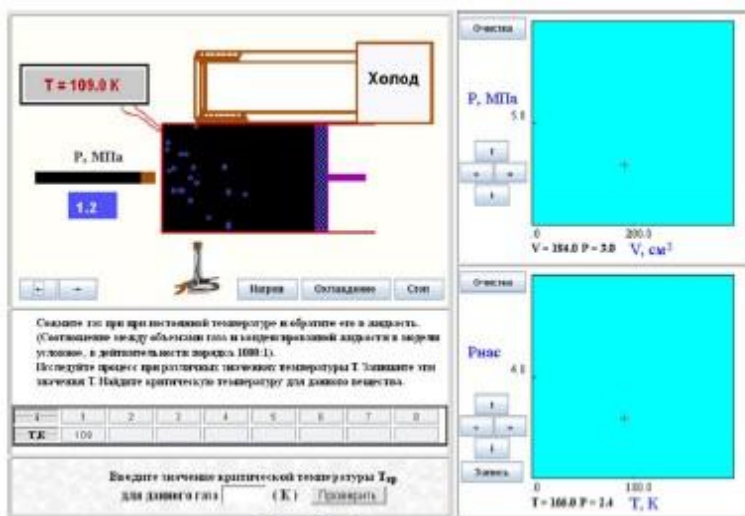 T = 109.0 K
Холод
P, МПа
1.2
Нагрев
Охлаждение
Стоп
Сожмите газ при при постоянной температуре и обратите его в жидкость.
(Соотношение между объемами газа и конденсированной жидкости в модели
условное, в действительности порядка 1000:1).
Исследуйте процесс при различных значениях температуры Т. Запишите эти
значения Т. Найдите критическую температуру для данного вещества.
1 2 3 4 5 6 7 8
T,K 109
Введите значение критической температуры Tкр
для данного газа ( К ) Проверить
Очистка
P, МПа
5.0
.0 200.0
V = 184.0 P = 3.0 V, см³
Очистка
Pнас
4.0
Запись
.0
T = 166.0 P = 2.4 T, K